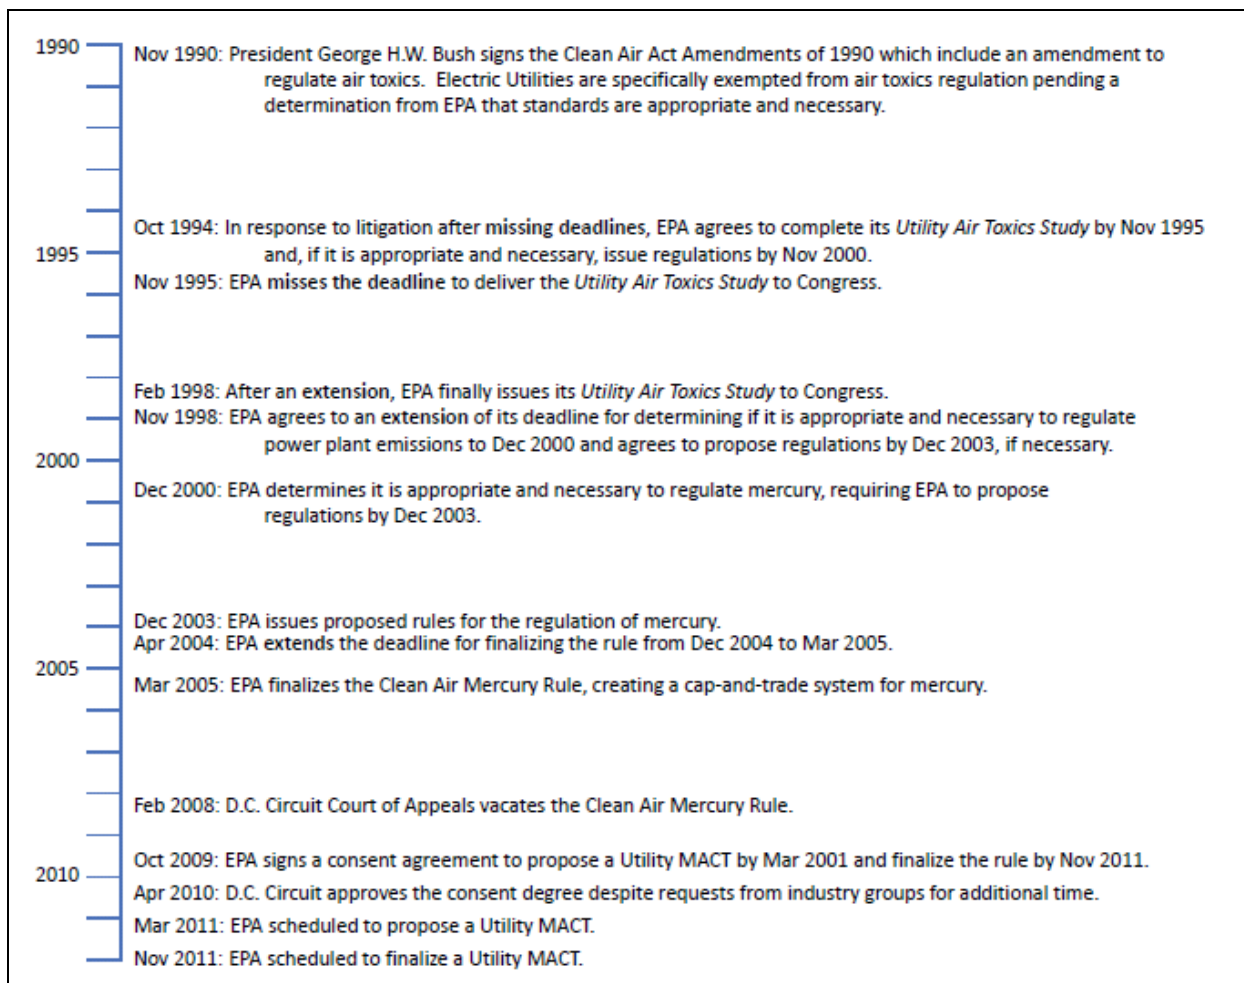 1990
Nov 1990: President George H.W. Bush signs the Clean Air Act Amendments of 1990 which include an amendment to
regulate air toxics. Electric Utilities are specifically exempted from air toxics regulation pending a
determination from EPA that standards are appropriate and necessary.
Oct 1994: In response to litigation after missing deadlines, EPA agrees to complete its Utility Air Toxics Study by Nov 1995
and, if it is appropriate and necessary, issue regulations by Nov 2000.
1995
Nov 1995: EPA misses the deadline to deliver the Utility Air Toxics Study to Congress.
Feb 1998: After an extension, EPA finally issues its Utility Air Toxics Study to Congress.
Nov 1998: EPA agrees to an extension of its deadline for determining if it is appropriate and necessary to regulate
power plant emissions to Dec 2000 and agrees to propose regulations by Dec 2003, if necessary.
2000
Dec 2000: EPA determines it is appropriate and necessary to regulate mercury, requiring EPA to propose
regulations by Dec 2003.
Dec 2003: EPA issues proposed rules for the regulation of mercury.
Apr 2004: EPA extends the deadline for finalizing the rule from Dec 2004 to Mar 2005.
2005
Mar 2005: EPA finalizes the Clean Air Mercury Rule, creating a cap-and-trade system for mercury.
Feb 2008: D.C. Circuit Court of Appeals vacates the Clean Air Mercury Rule.
Oct 2009: EPA signs a consent agreement to propose a Utility MACT by Mar 2001 and finalize the rule by Nov 2011.
2010
Apr 2010: D.C. Circuit approves the consent degree despite requests from industry groups for additional time.
Mar 2011: EPA scheduled to propose a Utility MACT.
Nov 2011: EPA scheduled to finalize a Utility MACT.